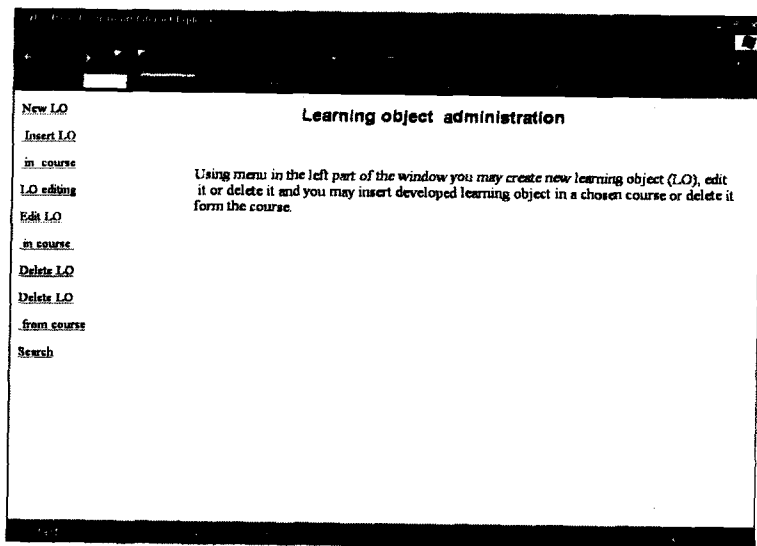 New LO
Insert LO
in course
LO editing
Edit LO
in course
Delete LO
Delete LO
from course
Search
Learning object administration
Using menu in the left part of the window you may create new learning object (LO), edit
it or delete it and you may insert developed learning object in a chosen course or delete it
form the course.